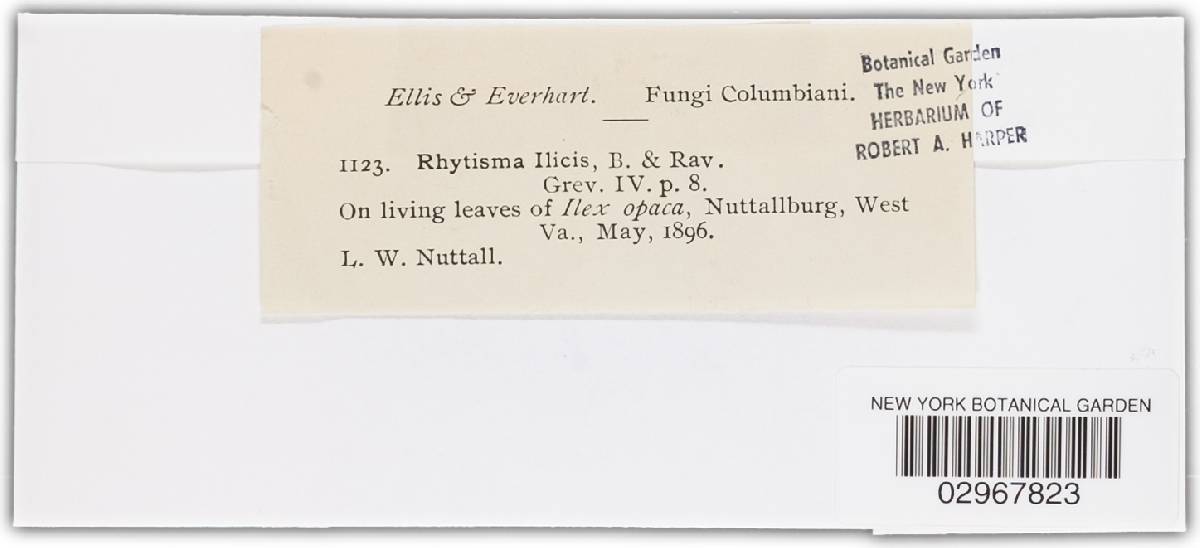 Ellis & Everhart. Fungi Columbiani.
Botanical Garden
The New York
HERBARIUM OF
ROBERT A. HARPER
1123. Rhytisma Ilicis, B. & Rav.
Grev. IV. p. 8.
On living leaves of Ilex opaca, Nuttallburg, West
Va., May, 1896.
L. W. Nuttall.
NEW YORK BOTANICAL GARDEN
02967823